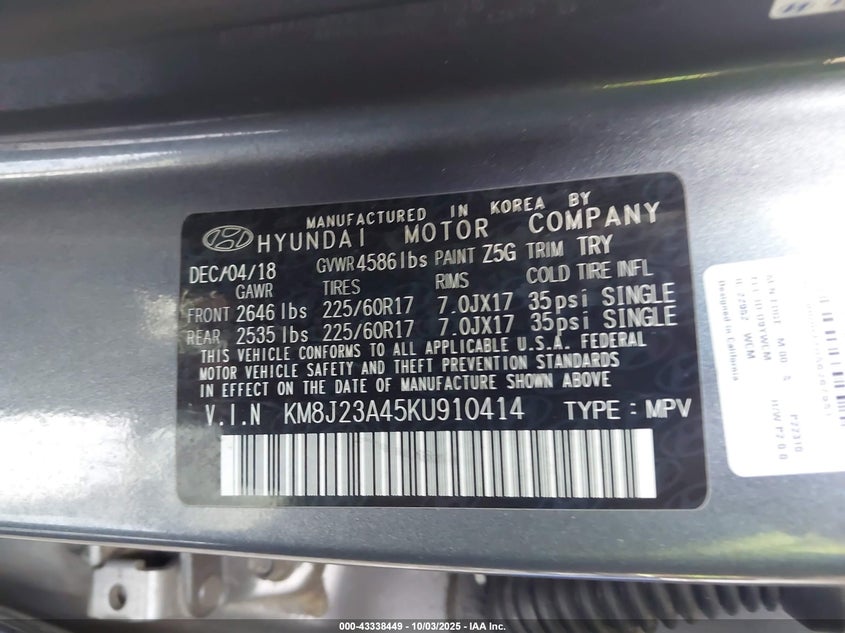 MANUFACTURED IN KOREA BY
HYUNDAI MOTOR COMPANY
DEC/04/18 GVWR 4586 lbs PAINT Z5G TRIM TRY
GAWR TIRES RIMS COLD TIRE INFL
FRONT 2646 lbs 225/60R17 7.0JX17 35psi SINGLE
REAR 2535 lbs 225/60R17 7.0JX17 35psi SINGLE
THIS VEHICLE CONFORMS TO ALL APPLICABLE U.S.A. FEDERAL
MOTOR VEHICLE SAFETY AND THEFT PREVENTION STANDARDS
IN EFFECT ON THE DATE OF MANUFACTURE SHOWN ABOVE
V.I.N KM8J23A45KU910414 TYPE : MPV
Designed in California
000-43338449 - 10/03/2025 - IAA Inc.